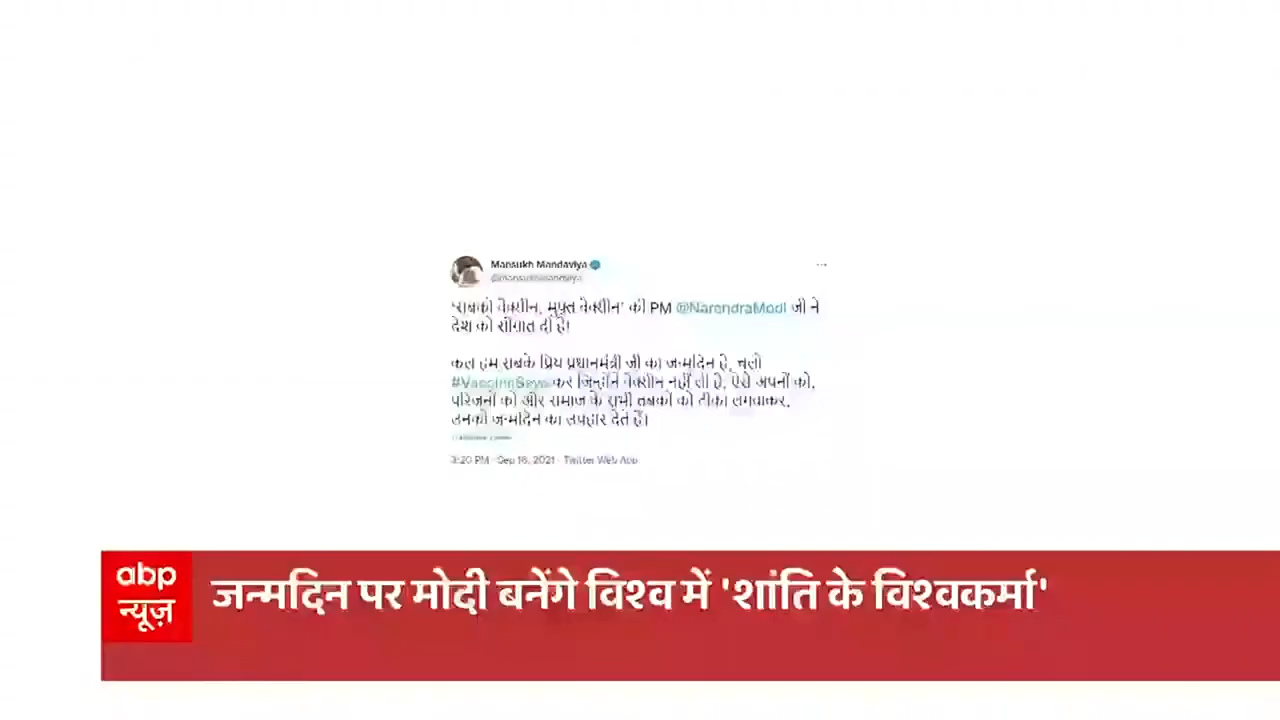 Mansukh Mandaviya
'सबको वैक्सीन, मुफ्त वैक्सीन' की PM @NarendraModi जी ने
देश को सौगात दी है।
कल हम सबके प्रिय प्रधानमंत्री जी का जन्मदिन है, चलो
#VaccineSeva कर जिन्होंने वैक्सीन नहीं ली है, ऐसे अपनों को,
परिजनों को और समाज के सभी तबकों को टीका लगवाकर,
उनको जन्मदिन का उपहार देते हैं।
3:20 PM · Sep 16, 2021 · Twitter Web App
abp
न्यूज़
जन्मदिन पर मोदी बनेंगे विश्व में 'शांति के विश्वकर्मा'